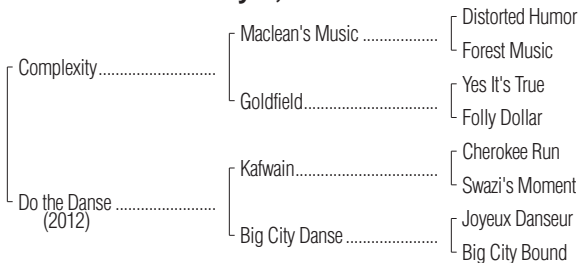 Distorted Humor
Maclean's Music ..................
Forest Music
Complexity............................
Yes It's True
Goldfield................................
Folly Dollar
Cherokee Run
Kafwain..................................
Swazi's Moment
Do the Danse ........................
(2012)
Joyeux Danseur
Big City Danse ......................
Big City Bound